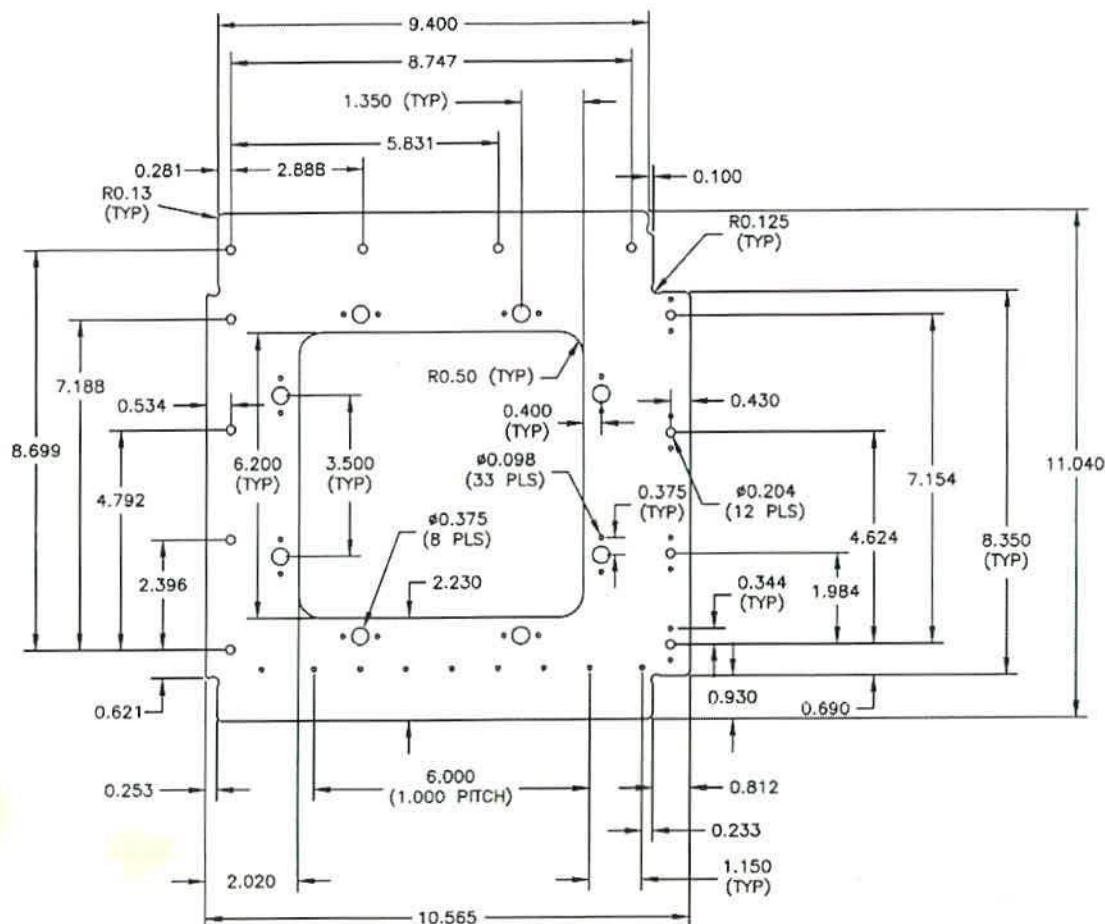 9.400
8.747
1.350 (TYP)
5.831
0.281
2.888
0.100
R0.13
(TYP)
R0.125
(TYP)
R0.50 (TYP)
7.188
0.534
0.400
(TYP)
0.430
8.699
6.200
(TYP)
3.500
(TYP)
ø0.098
(33 PLS)
0.375
(TYP)
ø0.204
(12 PLS)
7.154
11.040
4.792
ø0.375
(8 PLS)
4.624
8.350
(TYP)
2.396
2.230
0.344
(TYP)
1.984
0.621
0.930
0.690
0.253
6.000
(1.000 PITCH)
0.812
0.233
2.020
1.150
(TYP)
10.565